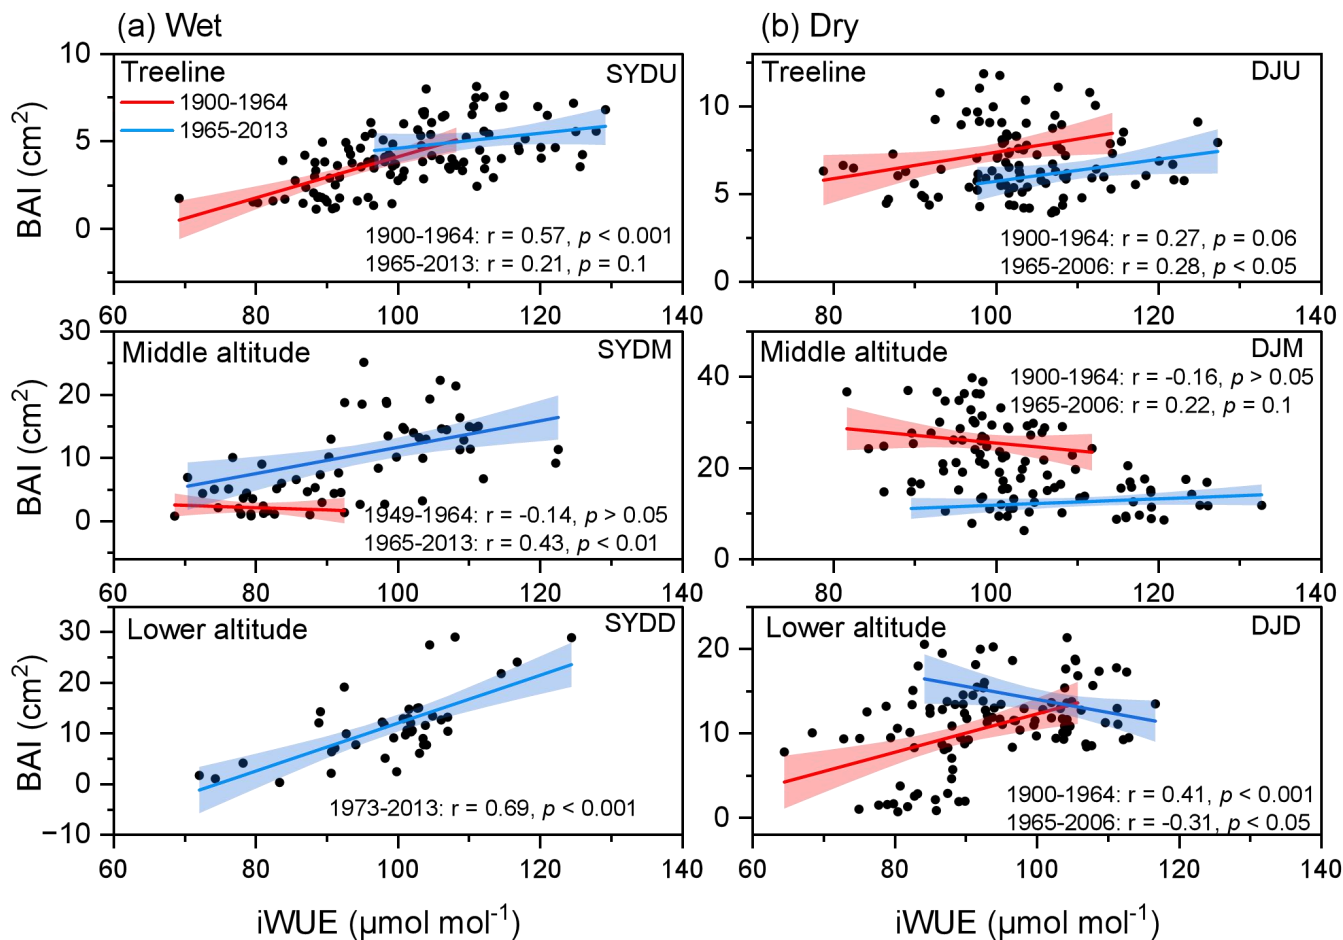 (a) Wet
(b) Dry
Treeline
SYDU
1900-1964
1965-2013
BAI (cm²)
10
5
0
1900-1964: r = 0.57, p < 0.001
1965-2013: r = 0.21, p = 0.1
60 80 100 120 140
Treeline
DJU
10
5
0
1900-1964: r = 0.27, p = 0.06
1965-2006: r = 0.28, p < 0.05
80 100 120 140
Middle altitude
SYDM
BAI (cm²)
30
20
10
0
1949-1964: r = -0.14, p > 0.05
1965-2013: r = 0.43, p < 0.01
60 80 100 120 140
Middle altitude
DJM
1900-1964: r = -0.16, p > 0.05
1965-2006: r = 0.22, p = 0.1
40
20
0
80 100 120 140
Lower altitude
SYDD
BAI (cm²)
30
20
10
0
−10
1973-2013: r = 0.69, p < 0.001
60 80 100 120 140
iWUE (μmol mol⁻¹)
Lower altitude
DJD
20
10
0
1900-1964: r = 0.41, p < 0.001
1965-2006: r = -0.31, p < 0.05
60 80 100 120 140
iWUE (μmol mol⁻¹)